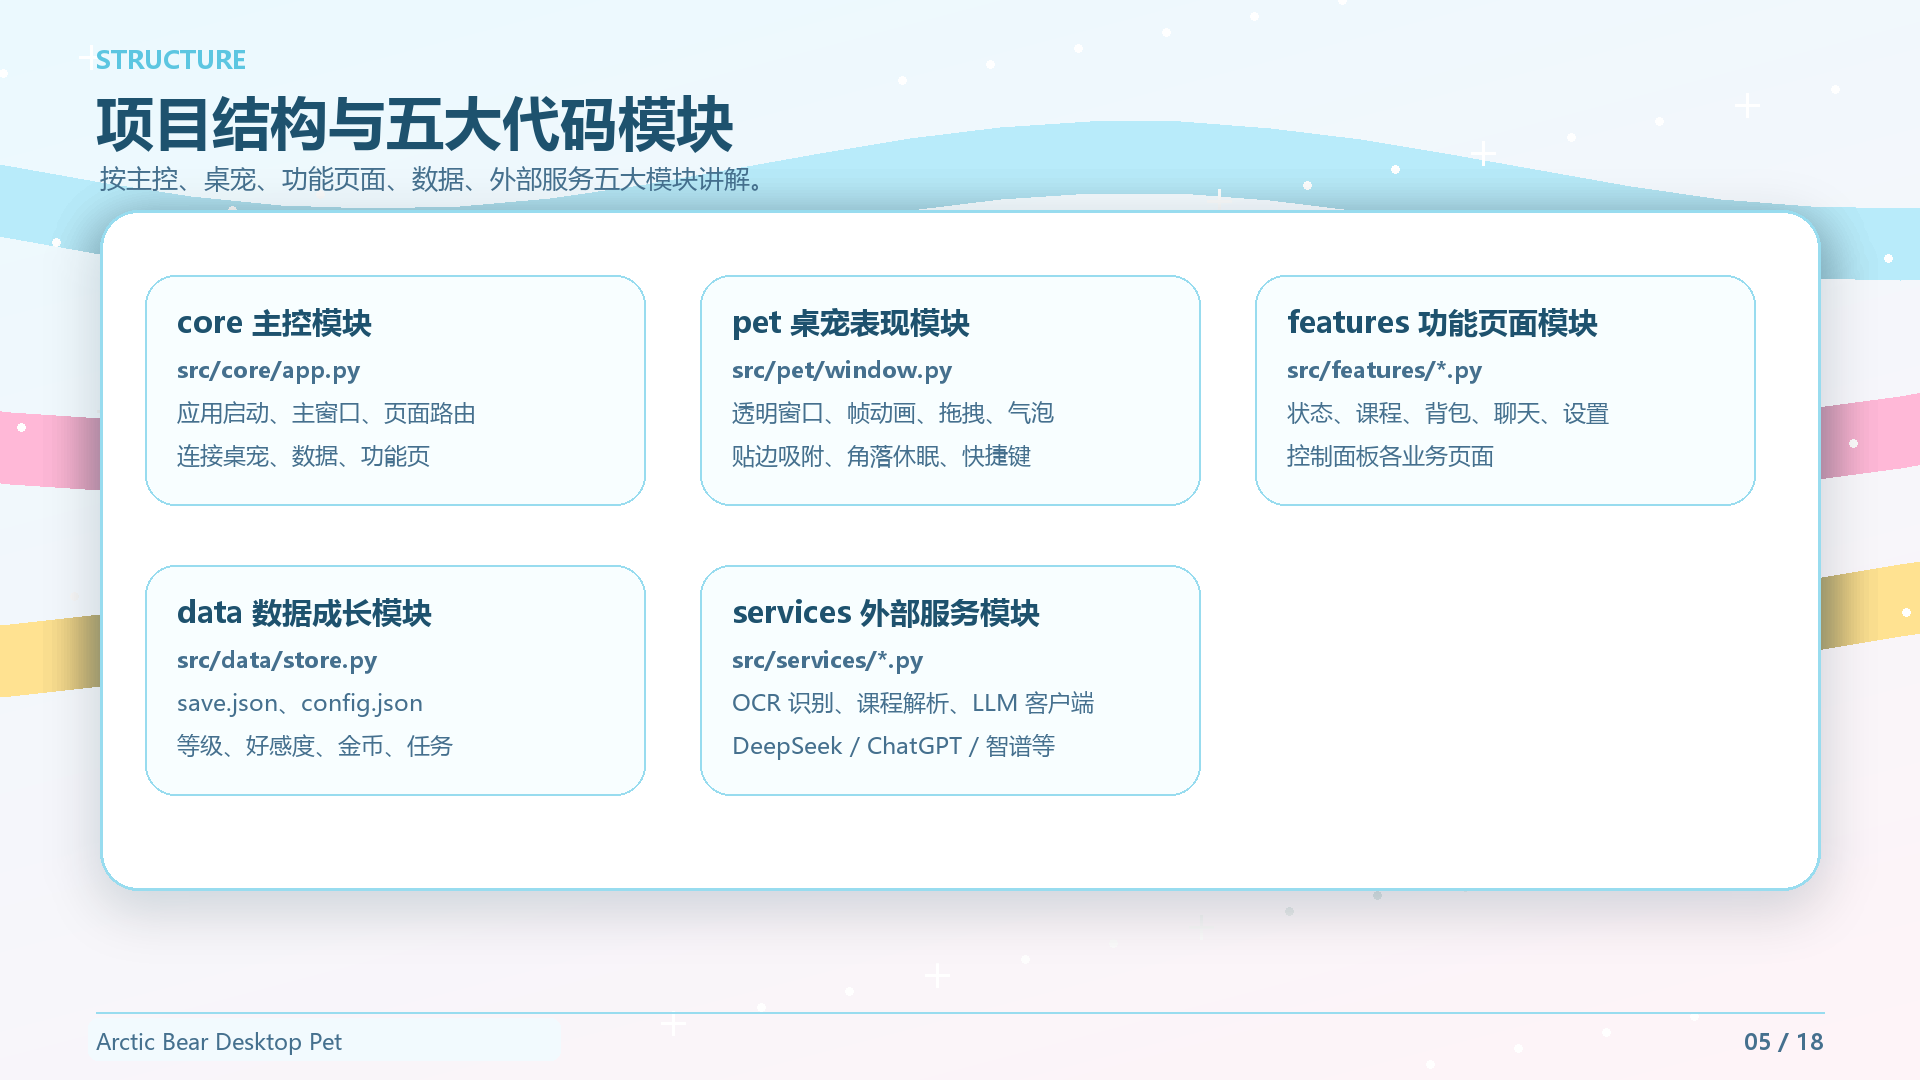 STRUCTURE
项目结构与五大代码模块
按主控、桌宠、功能页面、数据、外部服务五大模块讲解。
core 主控模块
src/core/app.py
应用启动、主窗口、页面路由
连接桌宠、数据、功能页
pet 桌宠表现模块
src/pet/window.py
透明窗口、帧动画、拖拽、气泡
贴边吸附、角落休眠、快捷键
features 功能页面模块
src/features/*.py
状态、课程、背包、聊天、设置
控制面板各业务页面
data 数据成长模块
src/data/store.py
save.json、config.json
等级、好感度、金币、任务
services 外部服务模块
src/services/*.py
OCR 识别、课程解析、LLM 客户端
DeepSeek / ChatGPT / 智谱等
Arctic Bear Desktop Pet
05 / 18